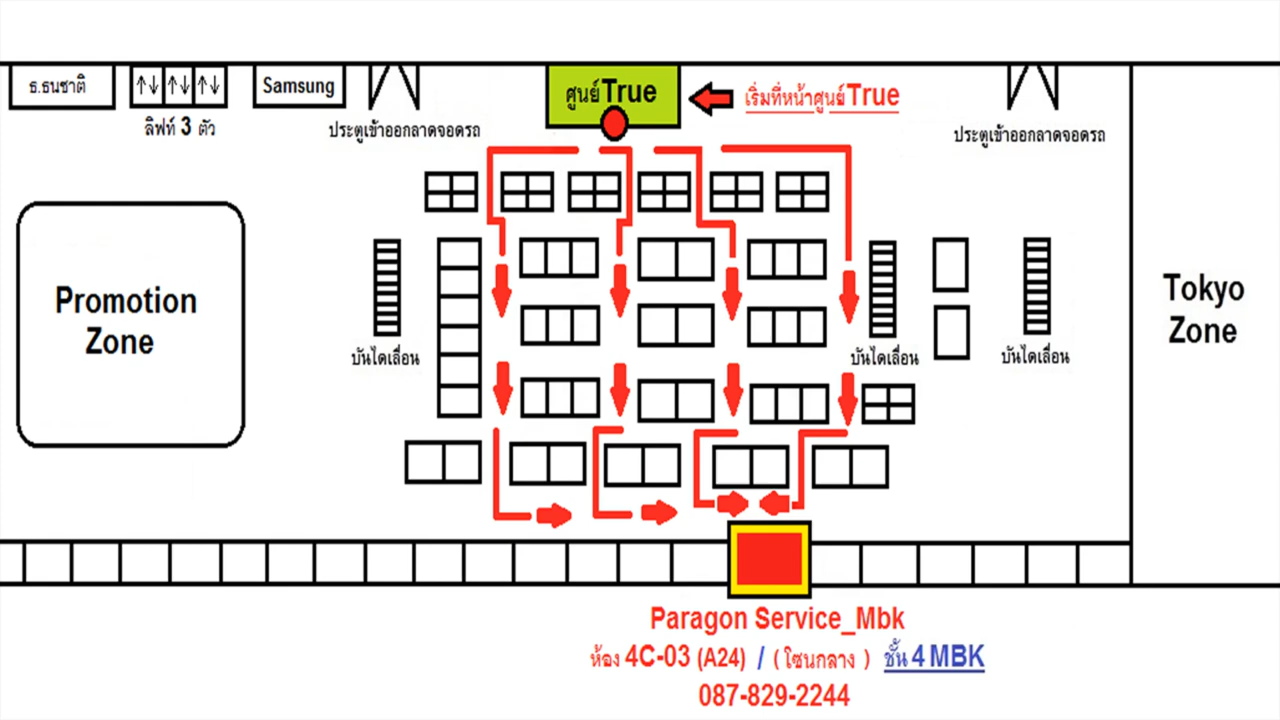 ธ.ธนชาติ
ลิฟท์ 3 ตัว
Samsung
ประตูเข้าออกลาดจอดรถ
ศูนย์True
เริ่มที่หน้าศูนย์True
ประตูเข้าออกลาดจอดรถ
Promotion
Zone
บันไดเลื่อน
บันไดเลื่อน
บันไดเลื่อน
Tokyo
Zone
Paragon Service_Mbk
ห้อง 4C-03 (A24) / ( โซนกลาง ) ชั้น 4 MBK
087-829-2244